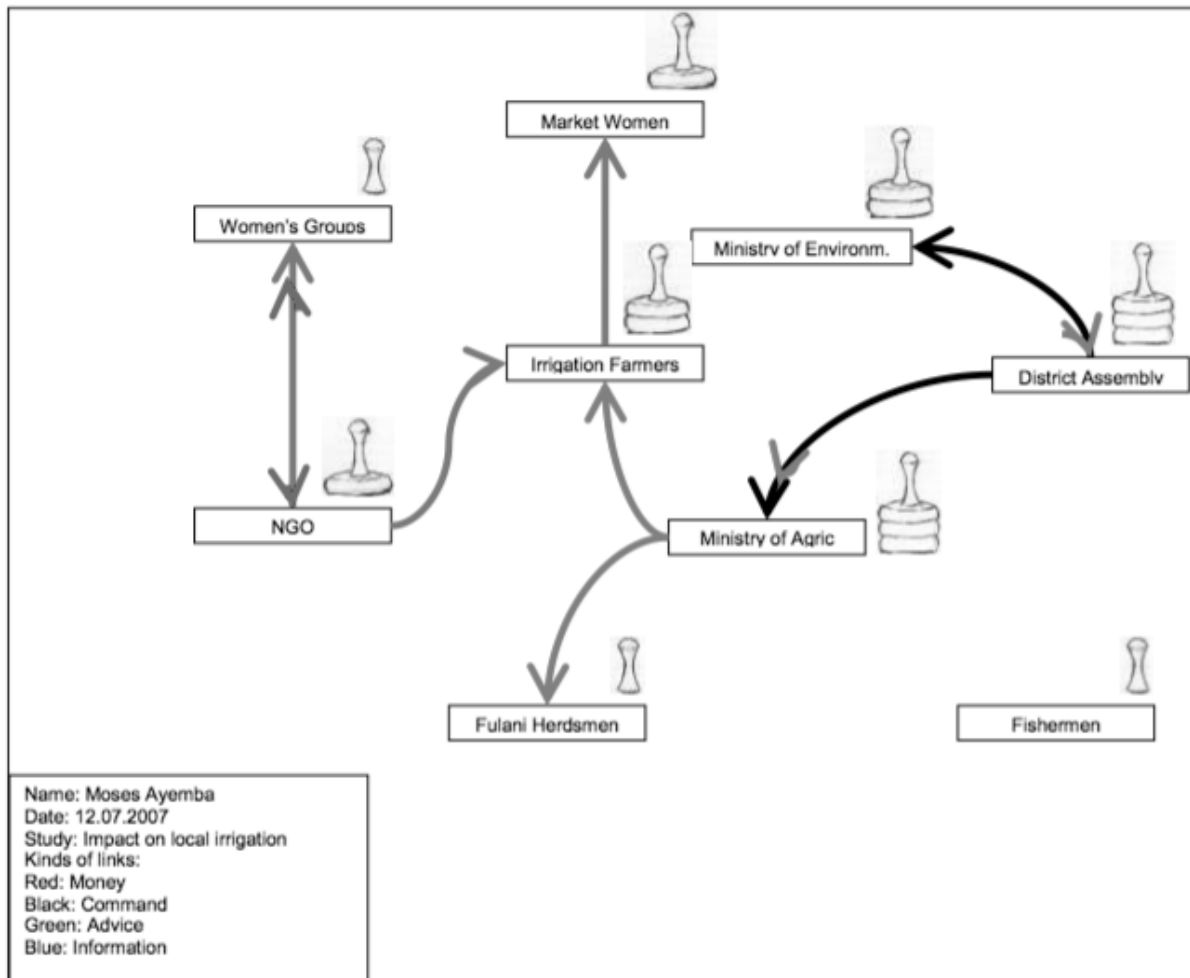 Market Women
Women's Groups
Ministry of Environm.
Irrigation Farmers
District Assembly
NGO
Ministry of Agric
Fulani Herdsmen
Fishermen
Name: Moses Ayemba
Date: 12.07.2007
Study: Impact on local irrigation
Kinds of links:
Red: Money
Black: Command
Green: Advice
Blue: Information